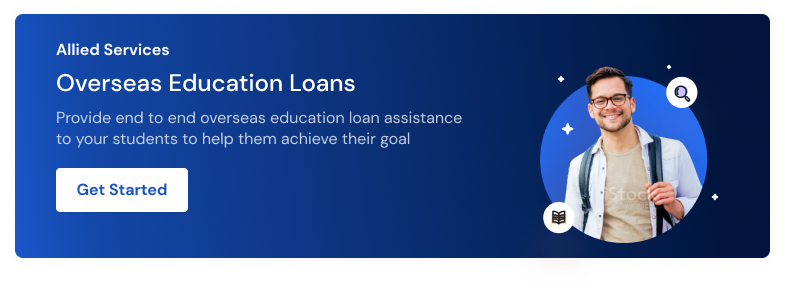 Allied Services
Overseas Education Loans
Provide end to end overseas education loan assistance
to your students to help them achieve their goal
Get Started
iStock